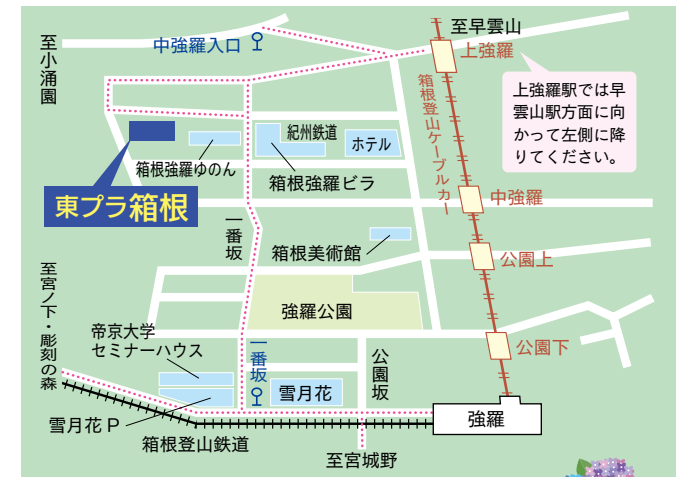 至早雲山
至小涌園
中強羅入口
上強羅
上強羅駅では早
雲山駅方面に向
かって左側に降
りてください。
箱根登山ケーブルカー
紀州鉄道
ホテル
箱根強羅ゆのん
箱根強羅ビラ
東プラ箱根
中強羅
一番坂
箱根美術館
公園上
至宮ノ下・彫刻の森
強羅公園
帝京大学
セミナーハウス
一番坂
公園坂
公園下
雪月花
雪月花 P
強羅
箱根登山鉄道
至宮城野